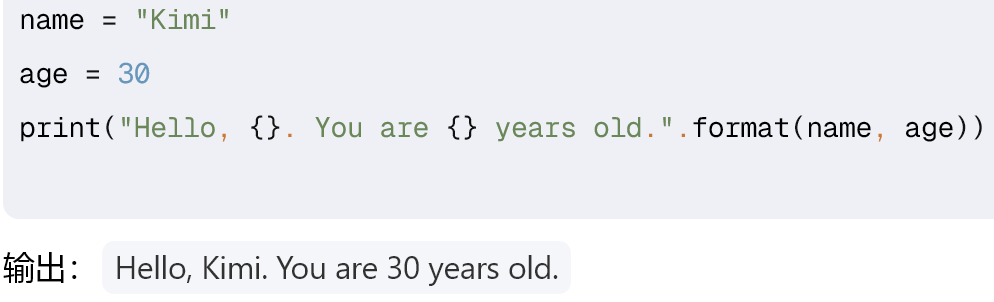 name = "Kimi"
age = 30
print("Hello, {}. You are {} years old.".format(name, age))
输出： Hello, Kimi. You are 30 years old.